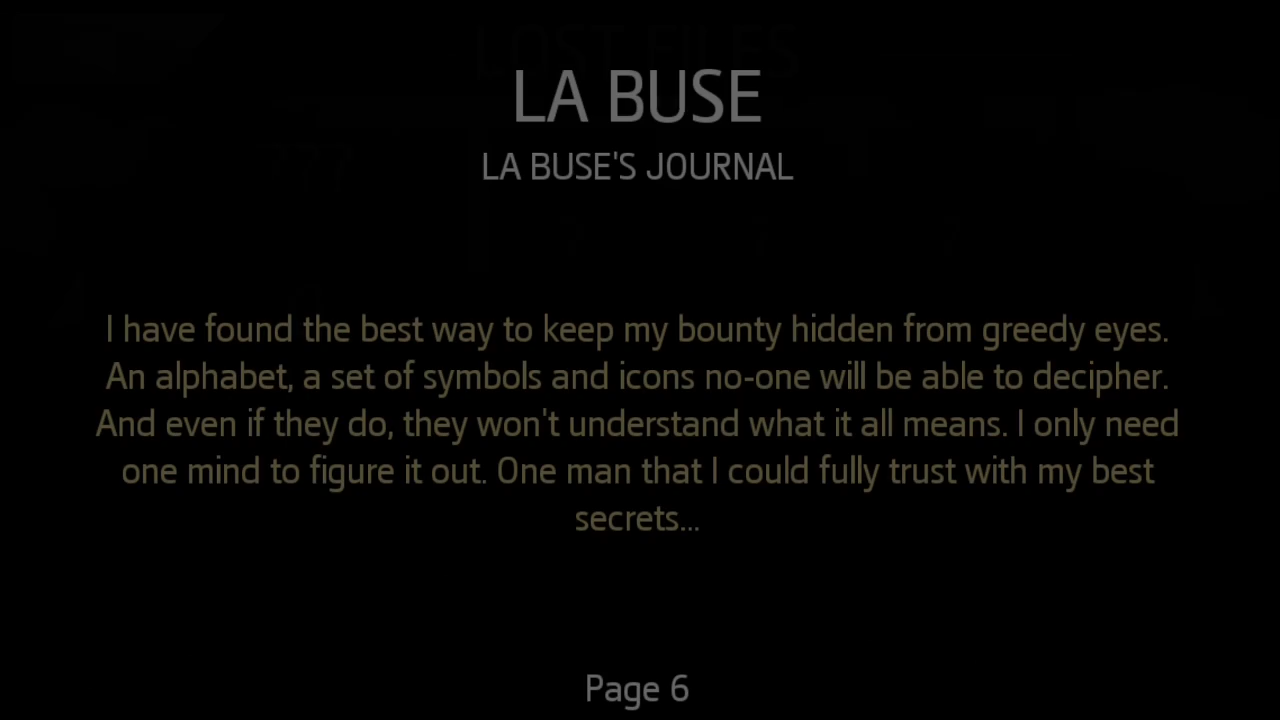 LOST FILES
LA BUSE
LA BUSE'S JOURNAL
I have found the best way to keep my bounty hidden from greedy eyes.
An alphabet, a set of symbols and icons no-one will be able to decipher.
And even if they do, they won't understand what it all means. I only need
one mind to figure it out. One man that I could fully trust with my best
secrets...
Page 6